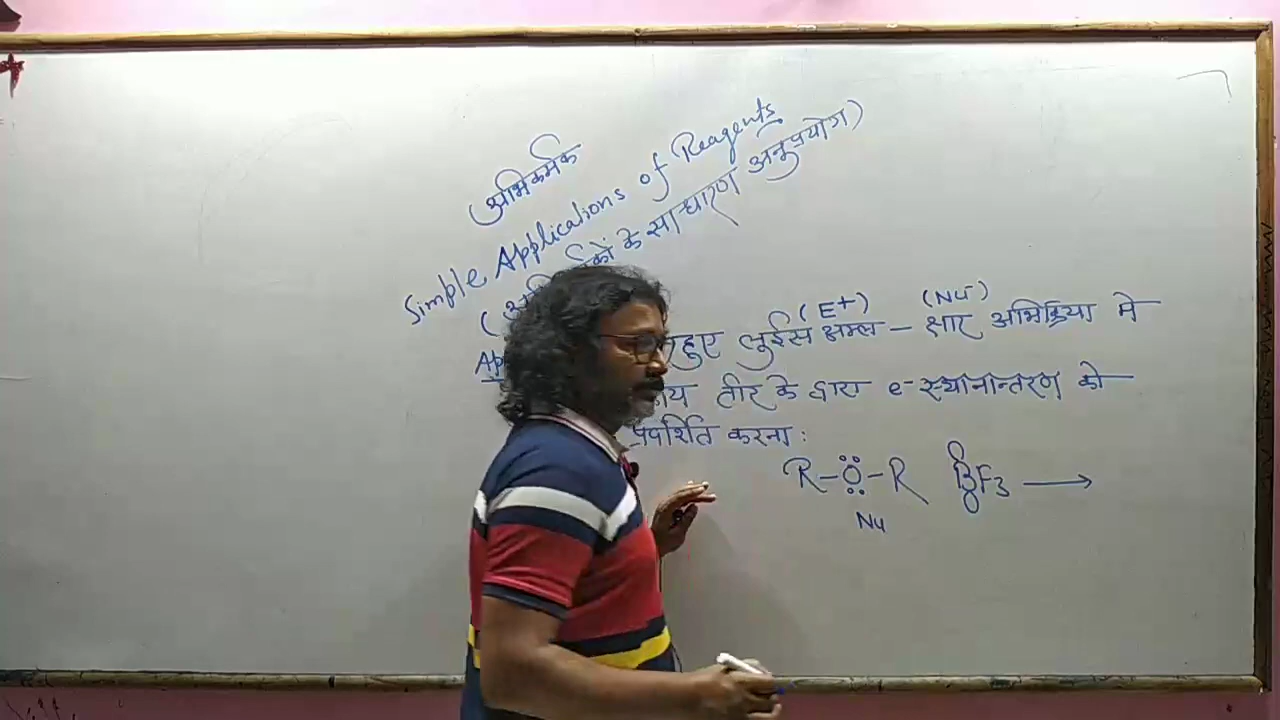 अभिकर्मक
Simple Applications of Reagents
के साधारण अनुप्रयोग)
(E+) (Nu-)
लुईस अम्ल - क्षार अभिक्रिया में
तीर के द्वारा e-स्थानान्तरण को
प्रदर्शित करना:
R-O-R BF3 →
Nu